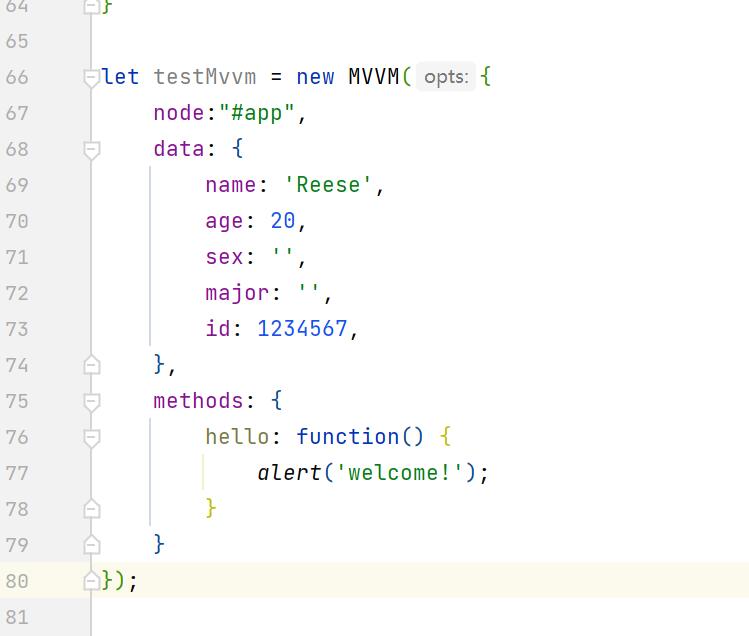 64 }
65
66 let testMvvm = new MVVM( opts: {
67     node:"#app",
68     data: {
69         name: 'Reese',
70         age: 20,
71         sex: '',
72         major: '',
73         id: 1234567,
74     },
75     methods: {
76         hello: function() {
77             alert('welcome!');
78         }
79     }
80 });
81